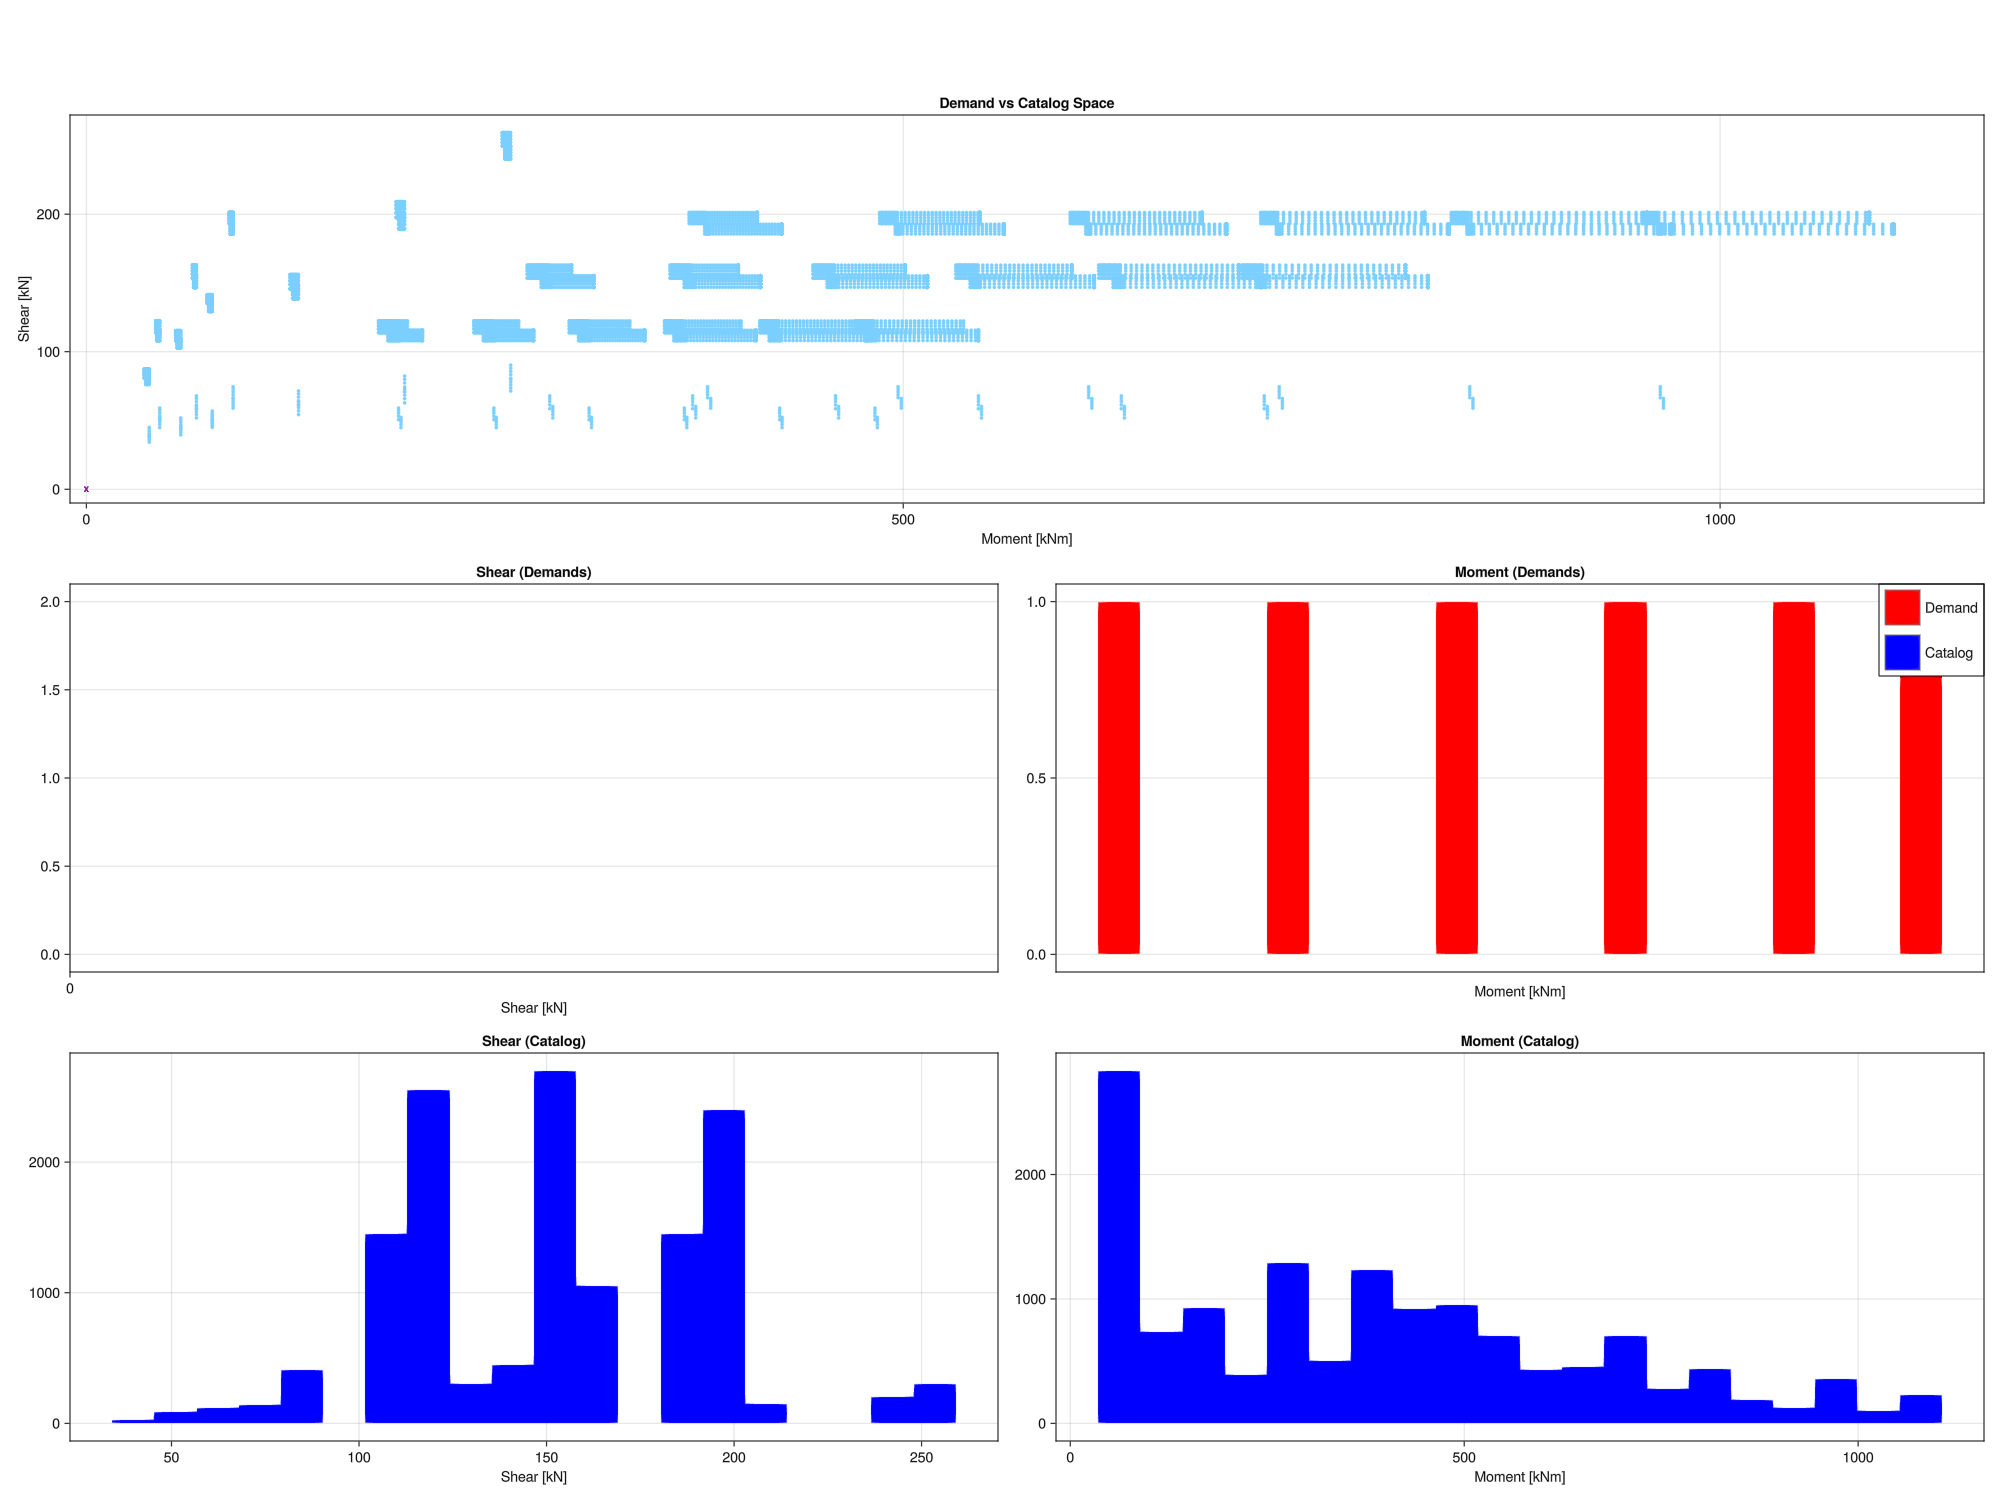 Demand vs Catalog Space
200
100
0
Shear [kN]
x
0 500 1000
Moment [kNm]
Shear (Demands)
2.0
1.5
1.0
0.5
0.0
0
Shear [kN]
Moment (Demands)
1.0
0.5
0.0
Demand
Catalog
Moment [kNm]
Shear (Catalog)
2000
1000
0
50 100 150 200 250
Shear [kN]
Moment (Catalog)
2000
1000
0
0 500 1000
Moment [kNm]